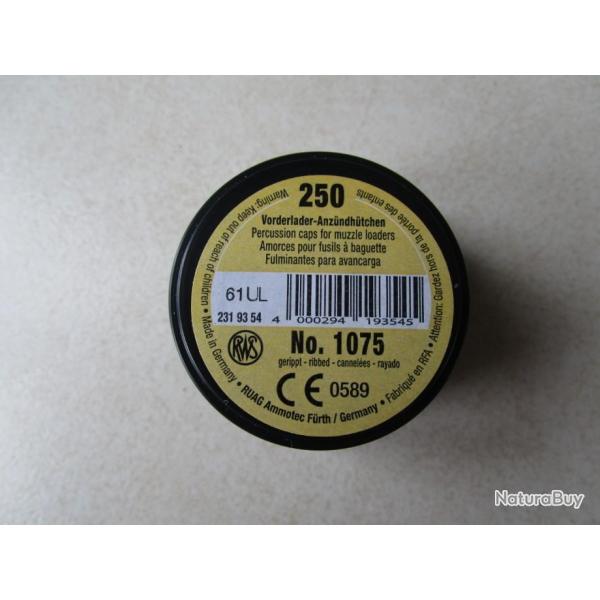 250
Vorderlader-Anzündhütchen
Percussion caps for muzzle loaders
Amorces pour fusils à baguette
Fulminantes para avancarga
61UL
231 93 54
4 000294 193545
RWS
No. 1075
gerippt - ribbed - cannelées - rayado
CE 0589
Warning: Keep out of reach of children • Made in Germany • RUAG Ammotec Fürth / Germany • Fabriqué en RFA • Attention: Gardez hors de la portée des enfants
NaturaBuy